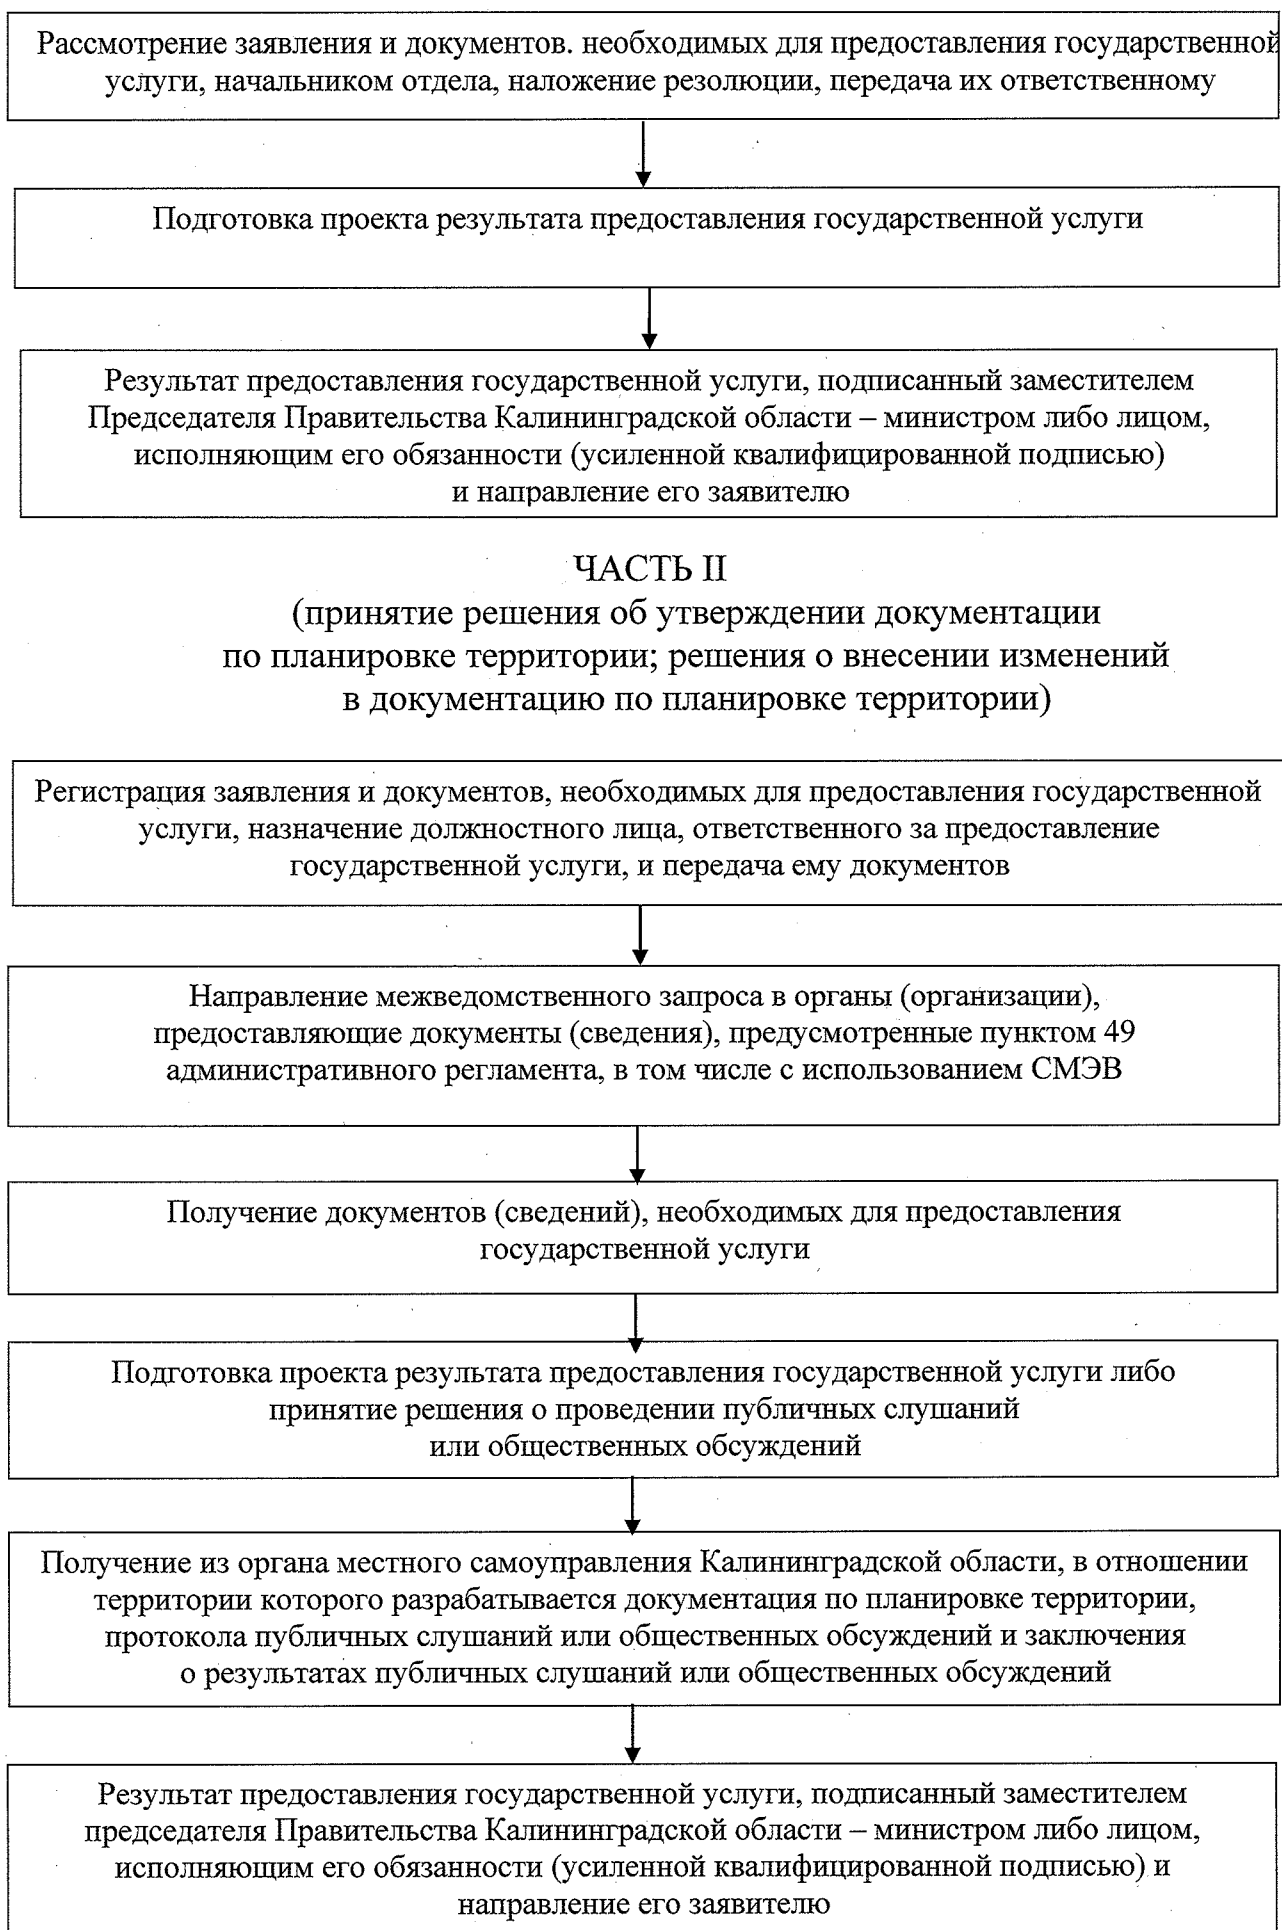 Рассмотрение заявления и документов. необходимых для предоставления государственной
услуги, начальником отдела, наложение резолюции, передача их ответственному
Подготовка проекта результата предоставления государственной услуги
Результат предоставления государственной услуги, подписанный заместителем
Председателя Правительства Калининградской области – министром либо лицом,
исполняющим его обязанности (усиленной квалифицированной подписью)
и направление его заявителю
ЧАСТЬ II
(принятие решения об утверждении документации
по планировке территории; решения о внесении изменений
в документацию по планировке территории)
Регистрация заявления и документов, необходимых для предоставления государственной
услуги, назначение должностного лица, ответственного за предоставление
государственной услуги, и передача ему документов
Направление межведомственного запроса в органы (организации),
предоставляющие документы (сведения), предусмотренные пунктом 49
административного регламента, в том числе с использованием СМЭВ
Получение документов (сведений), необходимых для предоставления
государственной услуги
Подготовка проекта результата предоставления государственной услуги либо
принятие решения о проведении публичных слушаний
или общественных обсуждений
Получение из органа местного самоуправления Калининградской области, в отношении
территории которого разрабатывается документация по планировке территории,
протокола публичных слушаний или общественных обсуждений и заключения
о результатах публичных слушаний или общественных обсуждений
Результат предоставления государственной услуги, подписанный заместителем
председателя Правительства Калининградской области – министром либо лицом,
исполняющим его обязанности (усиленной квалифицированной подписью) и
направление его заявителю